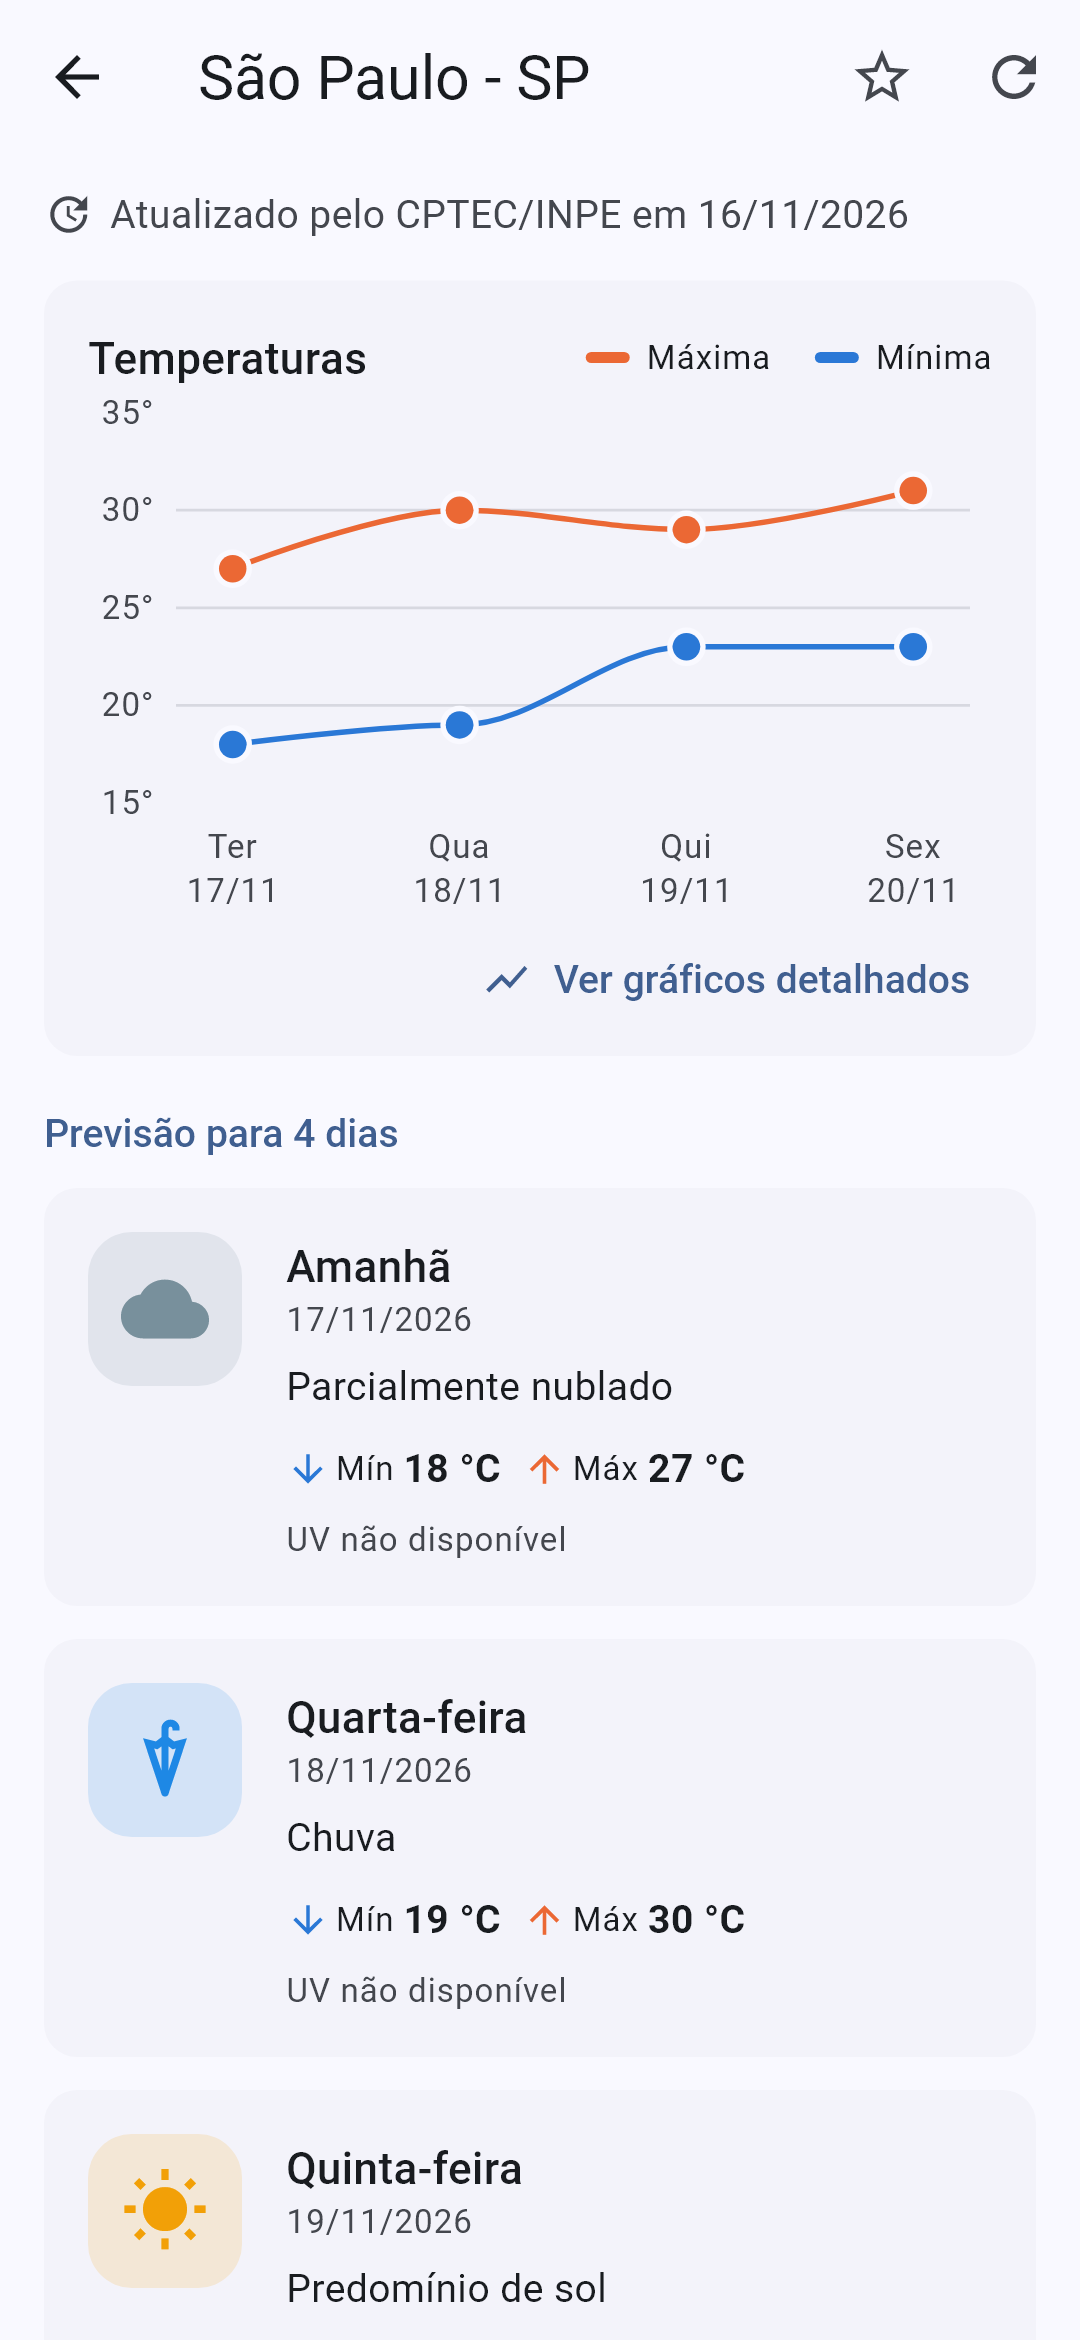 São Paulo - SP
Atualizado pelo CPTEC/INPE em 16/11/2026
Temperaturas
Máxima
Mínima
35°
30°
25°
20°
15°
Ter
17/11
Qua
18/11
Qui
19/11
Sex
20/11
Ver gráficos detalhados
Previsão para 4 dias
Amanhã
17/11/2026
Parcialmente nublado
Mín 18 °C Máx 27 °C
UV não disponível
Quarta-feira
18/11/2026
Chuva
Mín 19 °C Máx 30 °C
UV não disponível
Quinta-feira
19/11/2026
Predomínio de sol